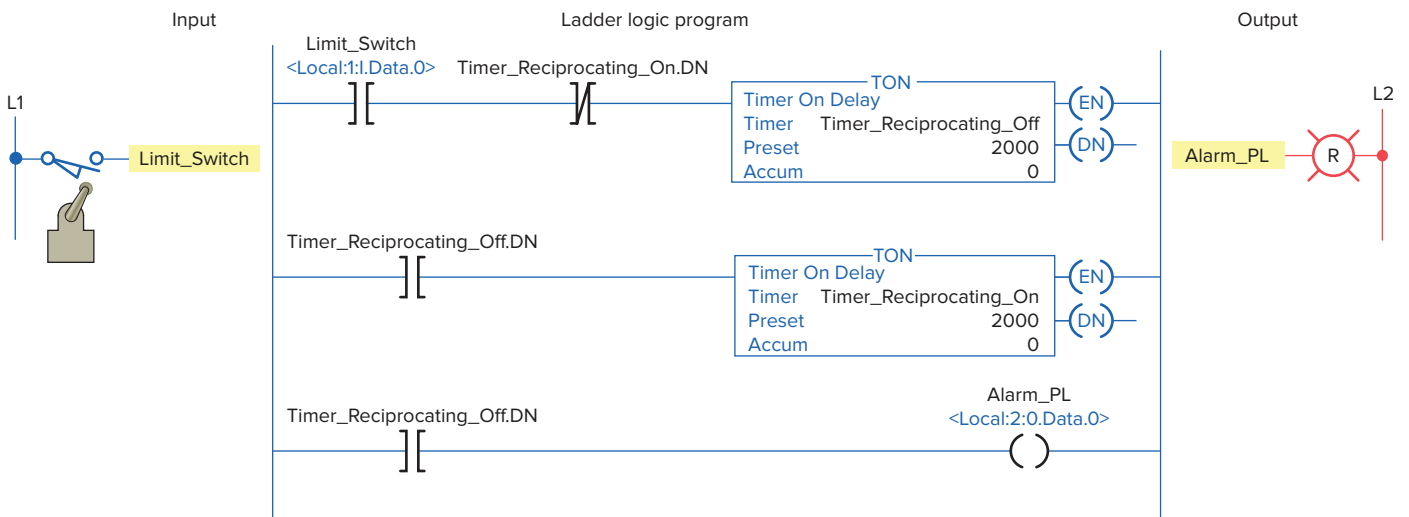 Input
Ladder logic program
Output
L1
Limit_Switch
Limit_Switch
<Local:1:I.Data.0>
Timer_Reciprocating_On.DN
TON
Timer On Delay
Timer Timer_Reciprocating_Off
Preset 2000
Accum 0
EN
DN
L2
Alarm_PL
R
Timer_Reciprocating_Off.DN
TON
Timer On Delay
Timer Timer_Reciprocating_On
Preset 2000
Accum 0
EN
DN
Timer_Reciprocating_Off.DN
Alarm_PL
<Local:2:0.Data.0>